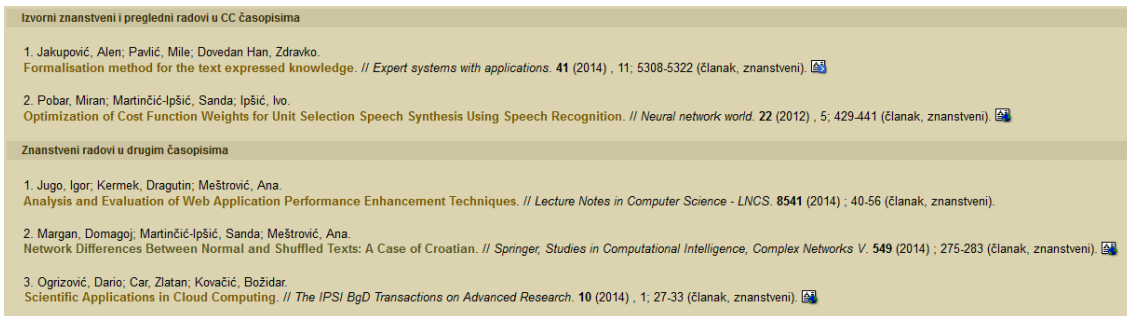 Izvorni znanstveni i pregledni radovi u CC časopisima
1. Jakupović, Alen; Pavlić, Mile; Dovedan Han, Zdravko.
Formalisation method for the text expressed knowledge. // Expert systems with applications. 41 (2014) , 11; 5308-5322 (članak, znanstveni).
2. Pobar, Miran; Martinčić-Ipšić, Sanda; Ipšić, Ivo.
Optimization of Cost Function Weights for Unit Selection Speech Synthesis Using Speech Recognition. // Neural network world. 22 (2012) , 5; 429-441 (članak, znanstveni).
Znanstveni radovi u drugim časopisima
1. Jugo, Igor; Kermek, Dragutin; Meštrović, Ana.
Analysis and Evaluation of Web Application Performance Enhancement Techniques. // Lecture Notes in Computer Science - LNCS. 8541 (2014) ; 40-56 (članak, znanstveni).
2. Margan, Domagoj; Martinčić-Ipšić, Sanda; Meštrović, Ana.
Network Differences Between Normal and Shuffled Texts: A Case of Croatian. // Springer, Studies in Computational Intelligence, Complex Networks V. 549 (2014) ; 275-283 (članak, znanstveni).
3. Ogrizović, Dario; Car, Zlatan; Kovačić, Božidar.
Scientific Applications in Cloud Computing. // The IPSI BgD Transactions on Advanced Research. 10 (2014) , 1; 27-33 (članak, znanstveni).